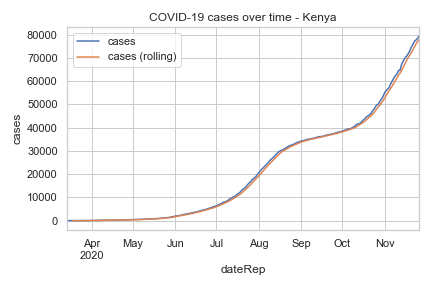 COVID-19 cases over time - Kenya
cases
cases (rolling)
80000
70000
60000
50000
40000
30000
20000
10000
0
cases
Apr May Jun Jul Aug Sep Oct Nov
2020
dateRep